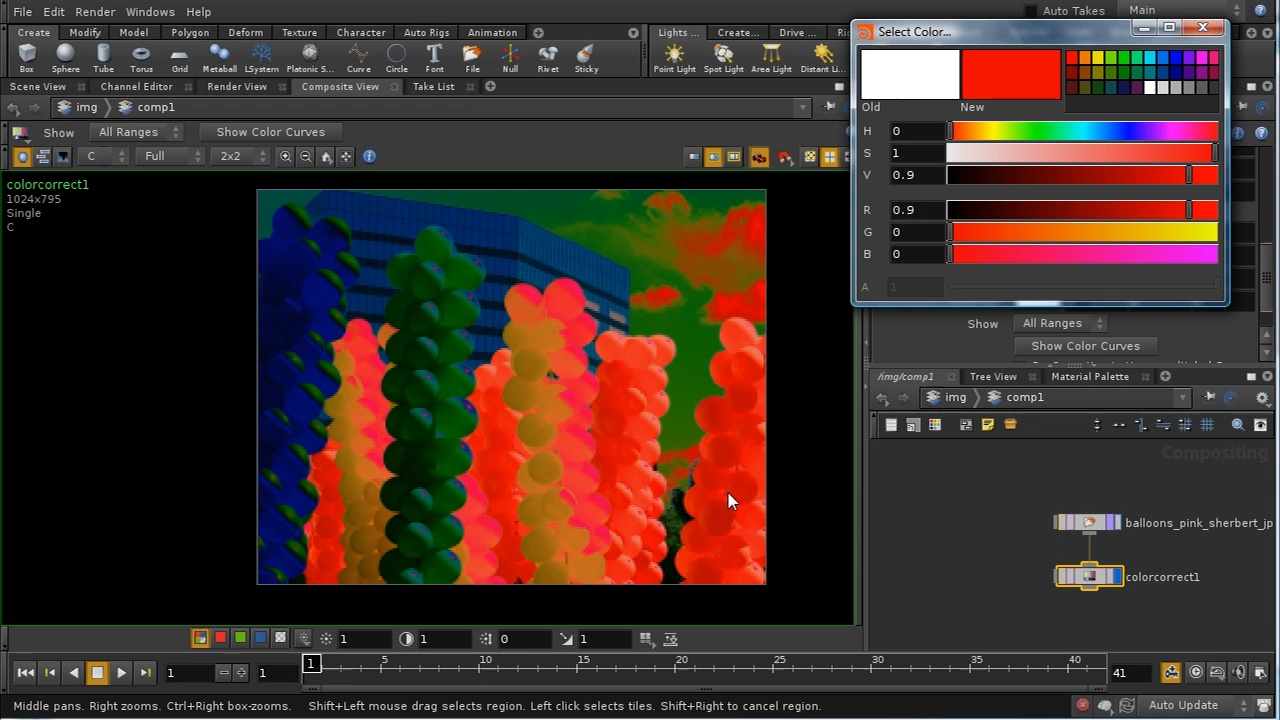 File Edit Render Windows Help Auto Takes Main
Create Modify Model Polygon Deform Texture Character Auto Rigs Animation Lights ... Create... Drive ...
Box Sphere Tube Torus Grid Metaball LSystem Platonic S... Curve Circle Text File Null Rivet Sticky Point Light Spot Light Area Light Distant Li...
Scene View Channel Editor Render View Composite View Take List
img comp1
Show All Ranges Show Color Curves
C Full 2x2
colorcorrect1
1024x795
Single
C
Select Color...
Old New
H 0
S 1
V 0.9
R 0.9
G 0
B 0
A 1
Show All Ranges
Show Color Curves
/img/comp1 Tree View Material Palette
img comp1
Compositing
balloons_pink_sherbert_jp
colorcorrect1
1 1 0 1
1 1 1 5 10 15 20 25 30 35 40 41
Middle pans. Right zooms. Ctrl+Right box-zooms. Shift+Left mouse drag selects region. Left click selects tiles. Shift+Right to cancel region. Auto Update